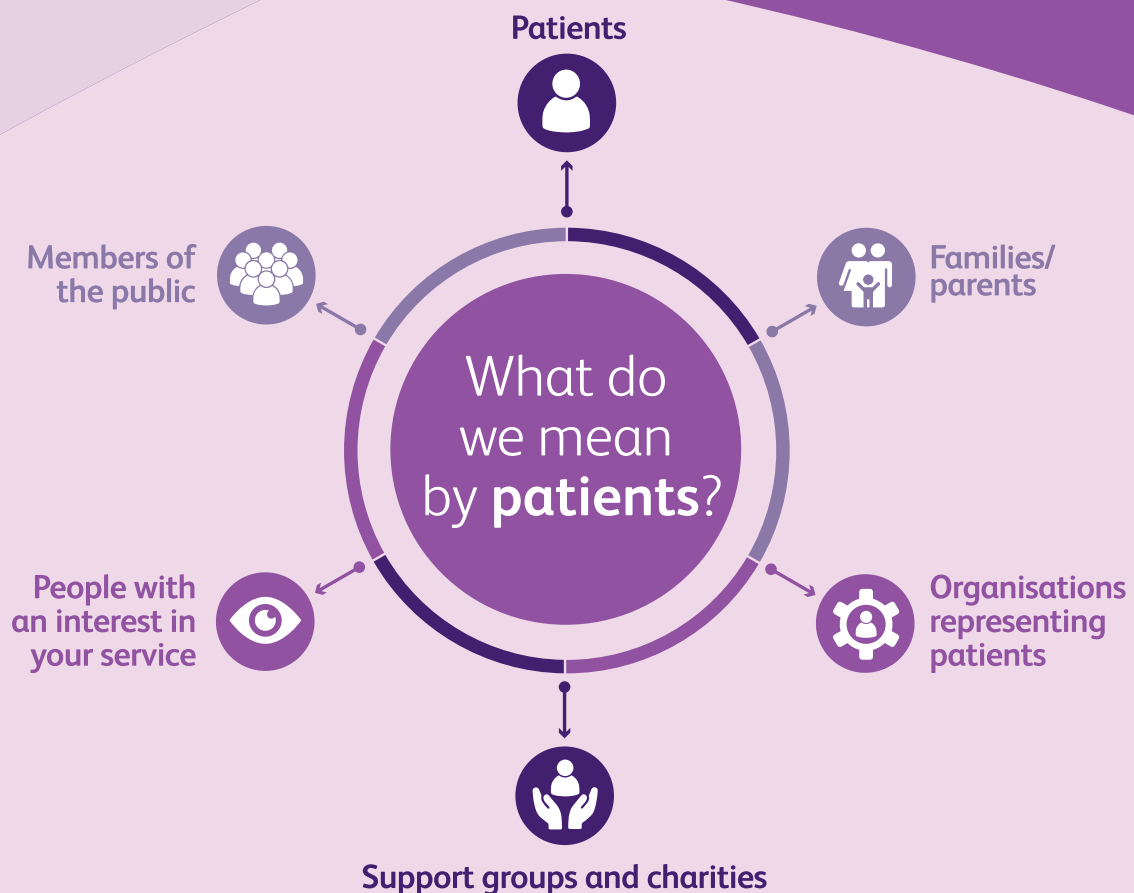 Patients
Members of
the public
Families/
parents
What do
we mean
by patients?
People with
an interest in
your service
Organisations
representing
patients
Support groups and charities